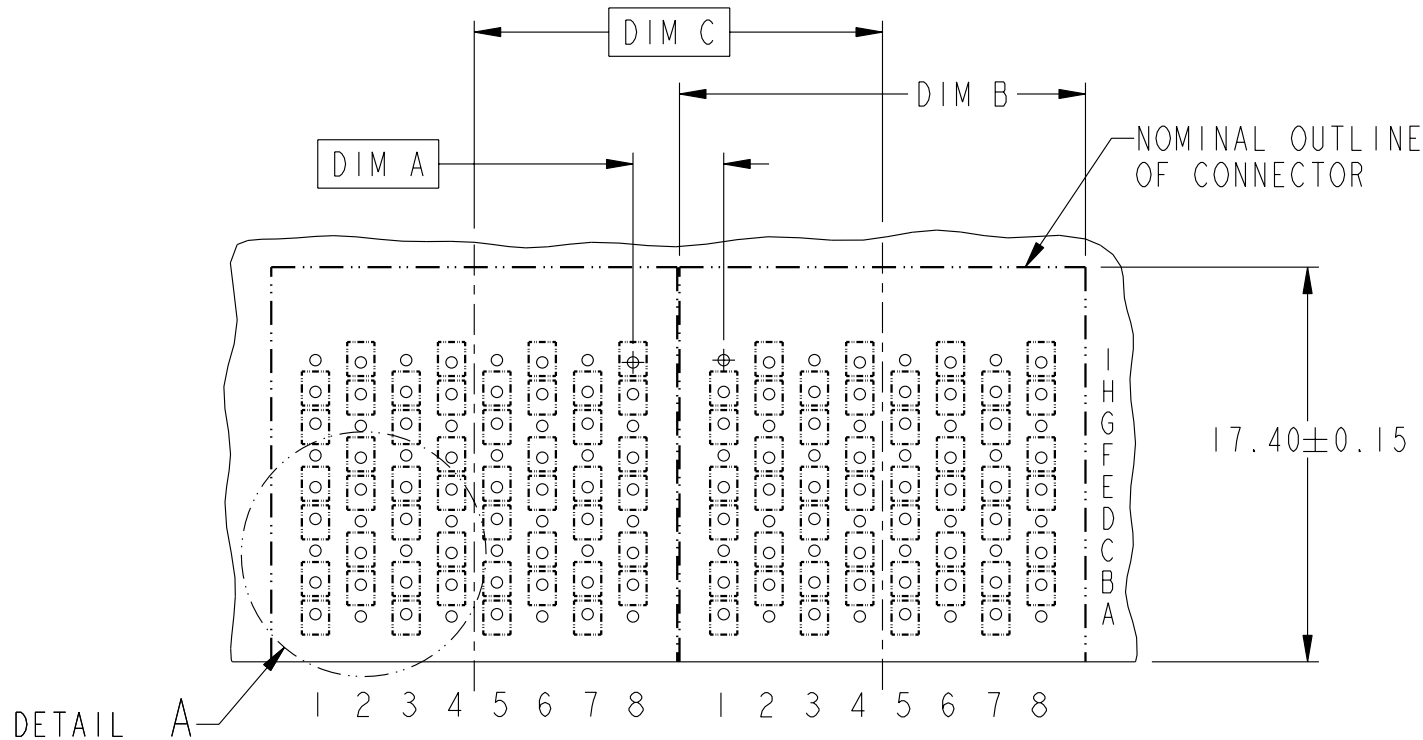 DIM C
DIM B
DIM A
NOMINAL OUTLINE
OF CONNECTOR
I
H
G
F
E
D
C
B
A
17.40±0.15
1 2 3 4 5 6 7 8 1 2 3 4 5 6 7 8
DETAIL A